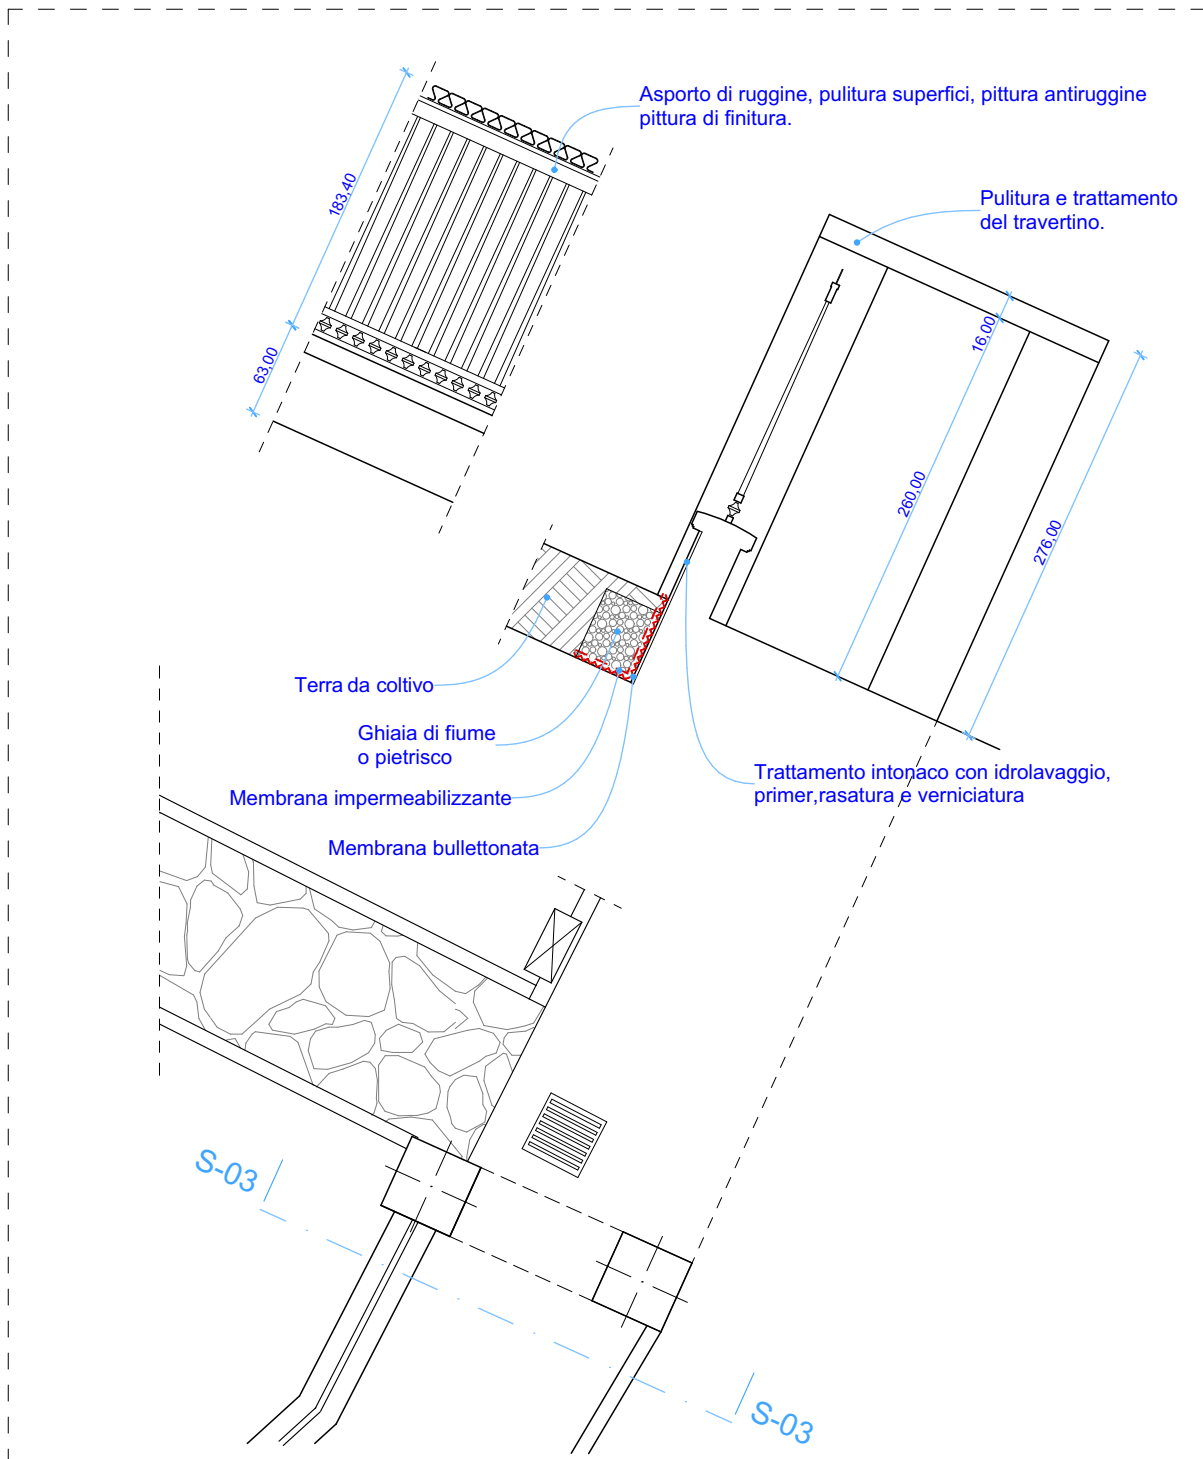 Asporto di ruggine, pulitura superfici, pittura antiruggine
pittura di finitura.
183,40
63,00
Pulitura e trattamento
del travertino.
16,00
260,00
276,00
Terra da coltivo
Ghiaia di fiume
o pietrisco
Membrana impermeabilizzante
Membrana bullettonata
Trattamento intonaco con idrolavaggio,
primer,rasatura e verniciatura
S-03
S-03